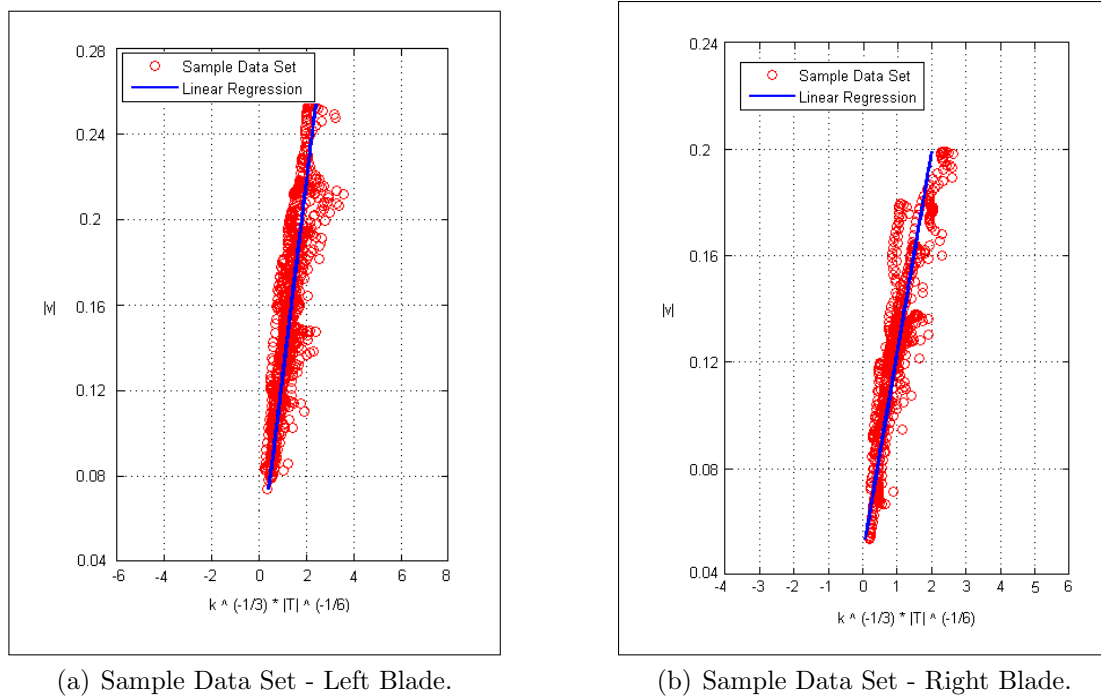 0.28
Sample Data Set
Linear Regression
0.24
0.2
|v|
0.16
0.12
0.08
0.04
-6 -4 -2 0 2 4 6 8
k ^ (-1/3) * |T| ^ (-1/6)
(a) Sample Data Set - Left Blade.
0.24
Sample Data Set
Linear Regression
0.2
0.16
|v|
0.12
0.08
0.04
-4 -3 -2 -1 0 1 2 3 4 5 6
k ^ (-1/3) * |T| ^ (-1/6)
(b) Sample Data Set - Right Blade.